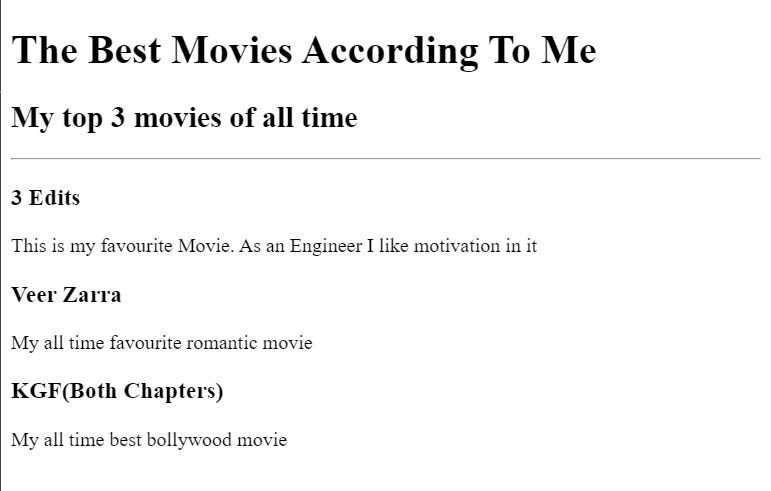 The Best Movies According To Me
My top 3 movies of all time
3 Edits
This is my favourite Movie. As an Engineer I like motivation in it
Veer Zarra
My all time favourite romantic movie
KGF(Both Chapters)
My all time best bollywood movie